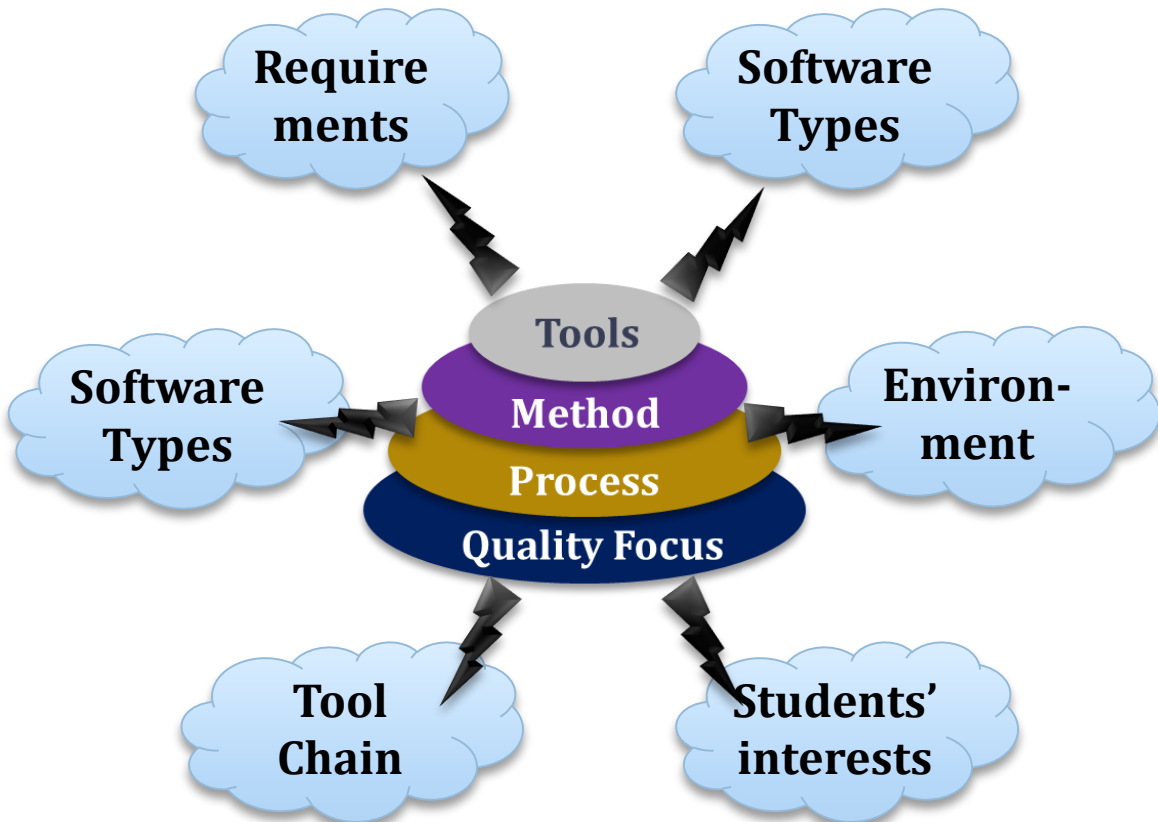 Require
ments
Software
Types
Tools
Software
Types
Method
Environ-
ment
Process
Quality Focus
Tool
Chain
Students’
interests